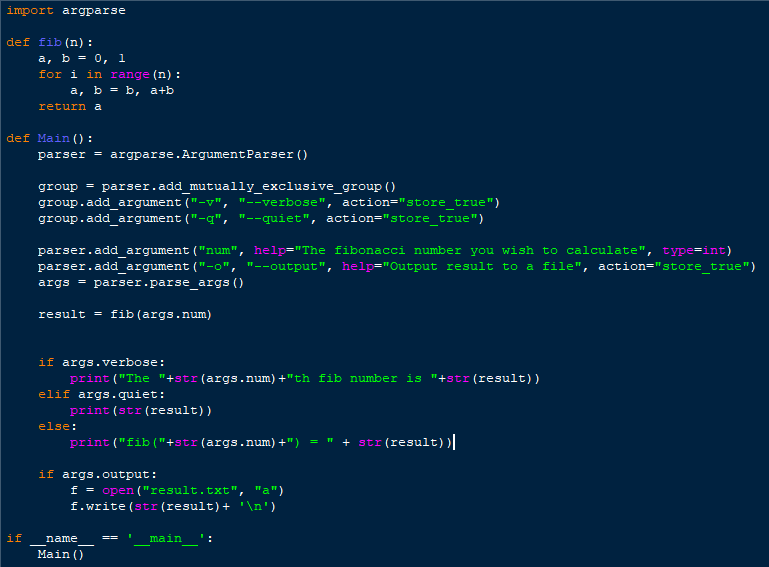 import argparse
def fib(n):
    a, b = 0, 1
    for i in range(n):
        a, b = b, a+b
    return a
def Main():
    parser = argparse.ArgumentParser()
    group = parser.add_mutually_exclusive_group()
    group.add_argument("-v", "--verbose", action="store_true")
    group.add_argument("-q", "--quiet", action="store_true")
    parser.add_argument("num", help="The fibonacci number you wish to calculate", type=int)
    parser.add_argument("-o", "--output", help="Output result to a file", action="store_true")
    args = parser.parse_args()
    result = fib(args.num)
    if args.verbose:
        print("The "+str(args.num)+"th fib number is "+str(result))
    elif args.quiet:
        print(str(result))
    else:
        print("fib("+str(args.num)+") = " + str(result))
    if args.output:
        f = open("result.txt", "a")
        f.write(str(result)+ '\n')
if __name__ == '__main__':
    Main()